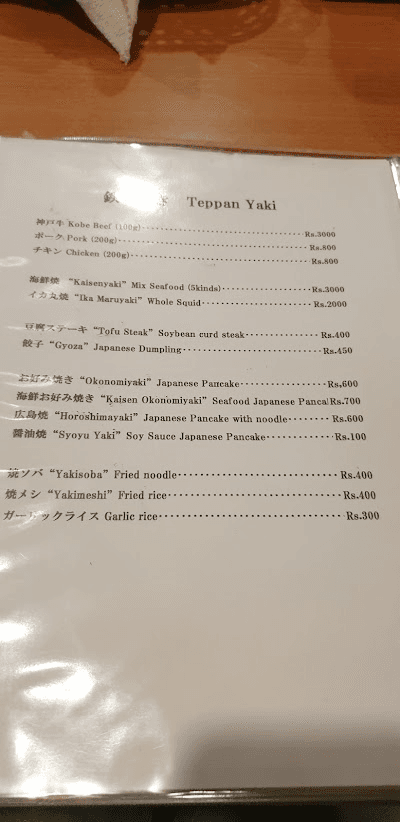 鉄 Teppan Yaki
神戸牛 Kobe Beef (100g)································Rs.3000
ポーク Pork (200g)································Rs.800
チキン Chicken (200g)································Rs.800
海鮮焼 “Kaisenyaki” Mix Seafood (5kinds)················Rs.3000
イカ丸焼 “Ika Maruyaki” Whole Squid················Rs.2000
豆腐ステーキ “Tofu Steak” Soybean curd steak··············Rs.400
餃子 “Gyoza” Japanese Dumpling························Rs.450
お好み焼き “Okonomiyaki” Japanese Pancake··············Rs.600
海鮮お好み焼き “Kaisen Okonomiyaki” Seafood Japanese Pancal Rs.700
広島焼 “Horoshimayaki” Japanese Pancake with noodle········Rs.600
醤油焼 “Syoyu Yaki” Soy Sauce Japanese Pancake··········Rs.100
焼ソバ “Yakisoba” Fried noodle························Rs.400
焼メシ “Yakimeshi” Fried rice························Rs.400
ガーリックライス Garlic rice························Rs.300